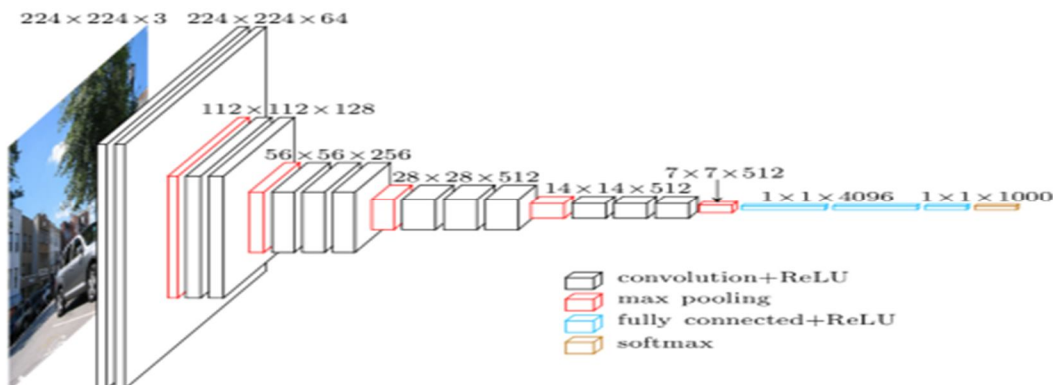 224×224×3
224×224×64
112×112×128
56×56×256
28×28×512
14×14×512
7×7×512
1×1×4096
1×1×1000
convolution+ReLU
max pooling
fully connected+ReLU
softmax